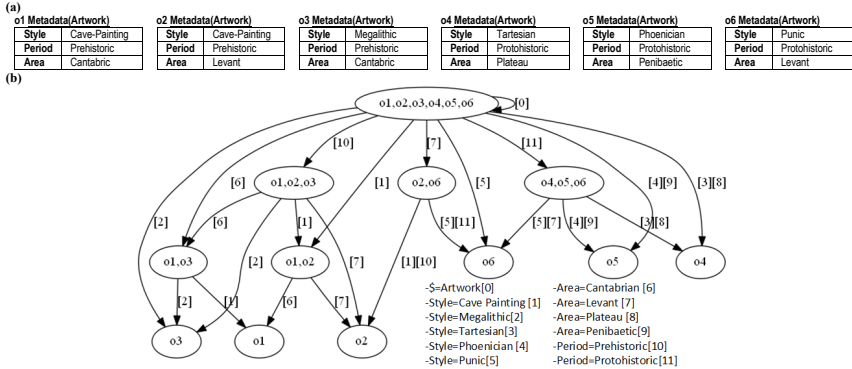 (a)
o1 Metadata(Artwork) o2 Metadata(Artwork) o3 Metadata(Artwork) o4 Metadata(Artwork) o5 Metadata(Artwork) o6 Metadata(Artwork)
Style Cave-Painting Style Cave-Painting Style Megalithic Style Tartesian Style Phoenician Style Punic
Period Prehistoric Period Prehistoric Period Prehistoric Period Protohistoric Period Protohistoric Period Protohistoric
Area Cantabric Area Levant Area Cantabric Area Plateau Area Penibaetic Area Levant
(b)
o1,o2,o3,o4,o5,o6 [0]
[10] [7] [11]
[6] [1] [5] [4][9] [3][8]
o1,o2,o3 o2,o6 o4,o5,o6
[2] [6] [1] [5][11] [5][7] [4][9] [3][8]
[2] [7] [1][10]
o1,o3 o1,o2 o6 o5 o4
[2] [1] [6] [7]
o3 o1 o2
-$=Artwork[0] -Area=Cantabrian [6]
-Style=Cave Painting [1] -Area=Levant [7]
-Style=Megalithic[2] -Area=Plateau [8]
-Style=Tartesian[3] -Area=Penibaetic[9]
-Style=Phoenician [4] -Period=Prehistoric[10]
-Style=Punic[5] -Period=Protohistoric[11]